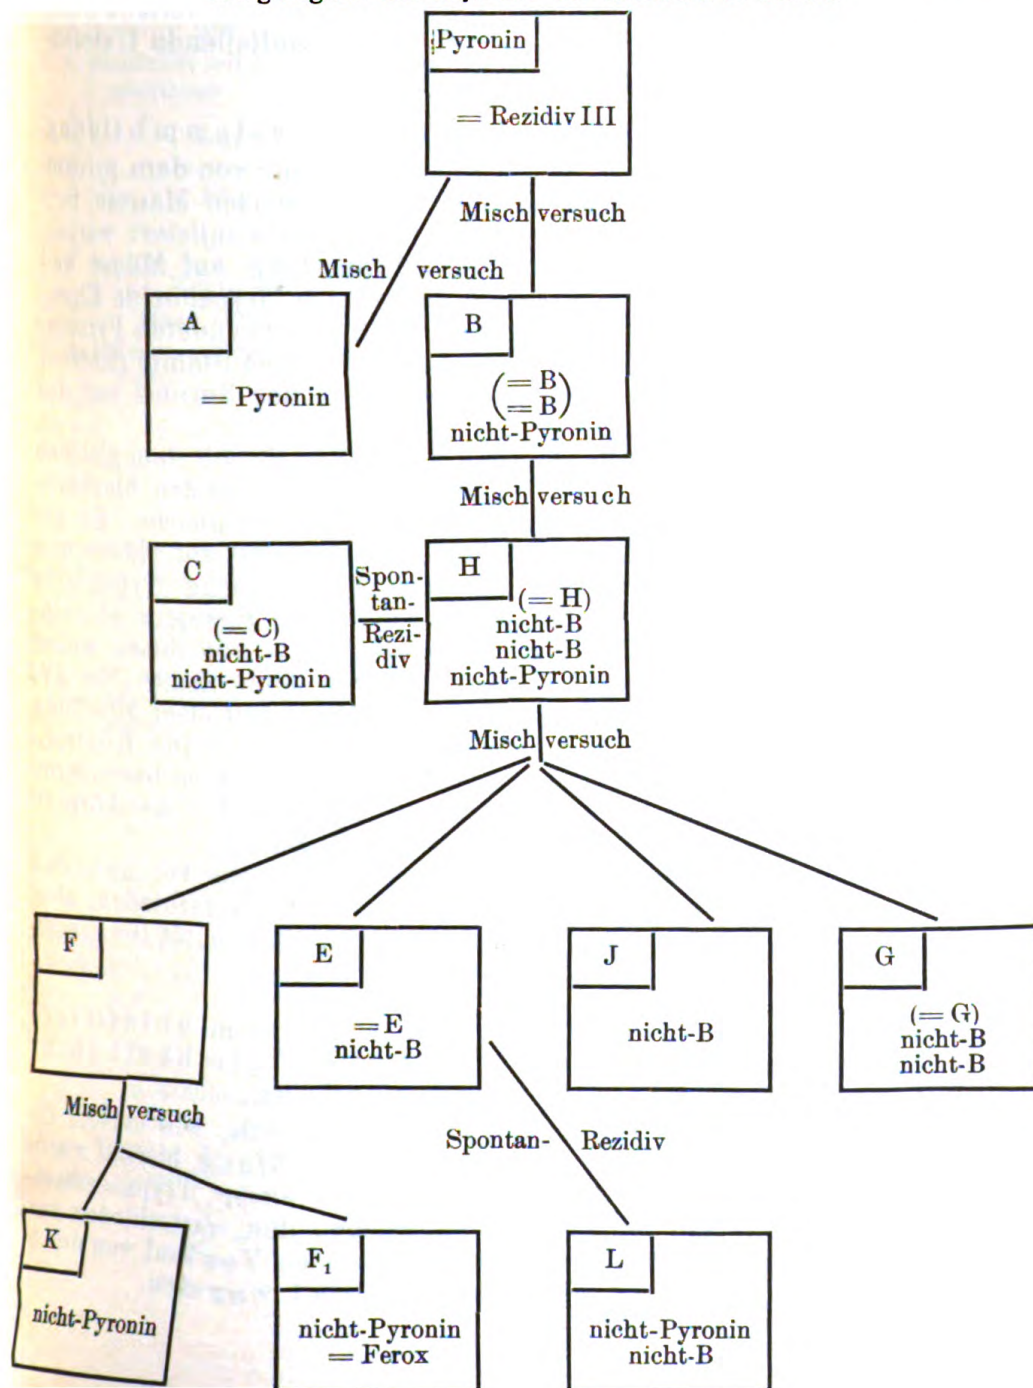 Pyronin
= Rezidiv III
Misch versuch
Misch versuch
A
= Pyronin
B
(= B)
(= B)
nicht-Pyronin
Misch versuch
C
(= C)
nicht-B
nicht-Pyronin
Spon-
tan-
Rezi-
div
H
(= H)
nicht-B
nicht-B
nicht-Pyronin
Misch versuch
F
E
= E
nicht-B
J
nicht-B
G
(= G)
nicht-B
nicht-B
Misch versuch
Spontan- Rezidiv
K
nicht-Pyronin
F₁
nicht-Pyronin
= Ferox
L
nicht-Pyronin
nicht-B